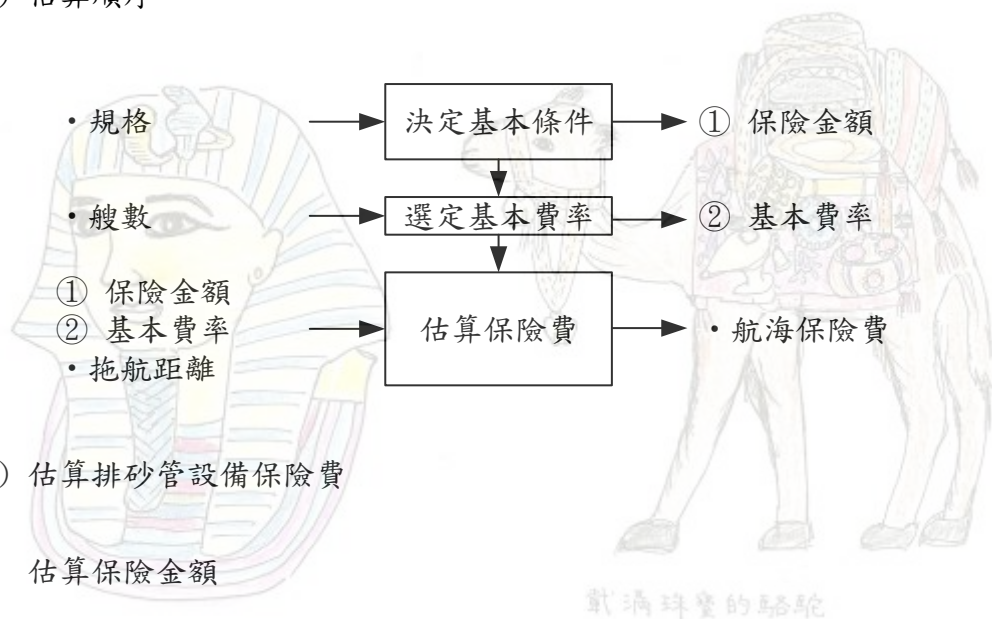 ) 估算順序
・規格 決定基本條件 ① 保險金額
・艘數 選定基本費率 ② 基本費率
① 保險金額
② 基本費率 估算保險費 ・航海保險費
・拖航距離
) 估算排砂管設備保險費
估算保險金額
載滿珠寶的駱駝